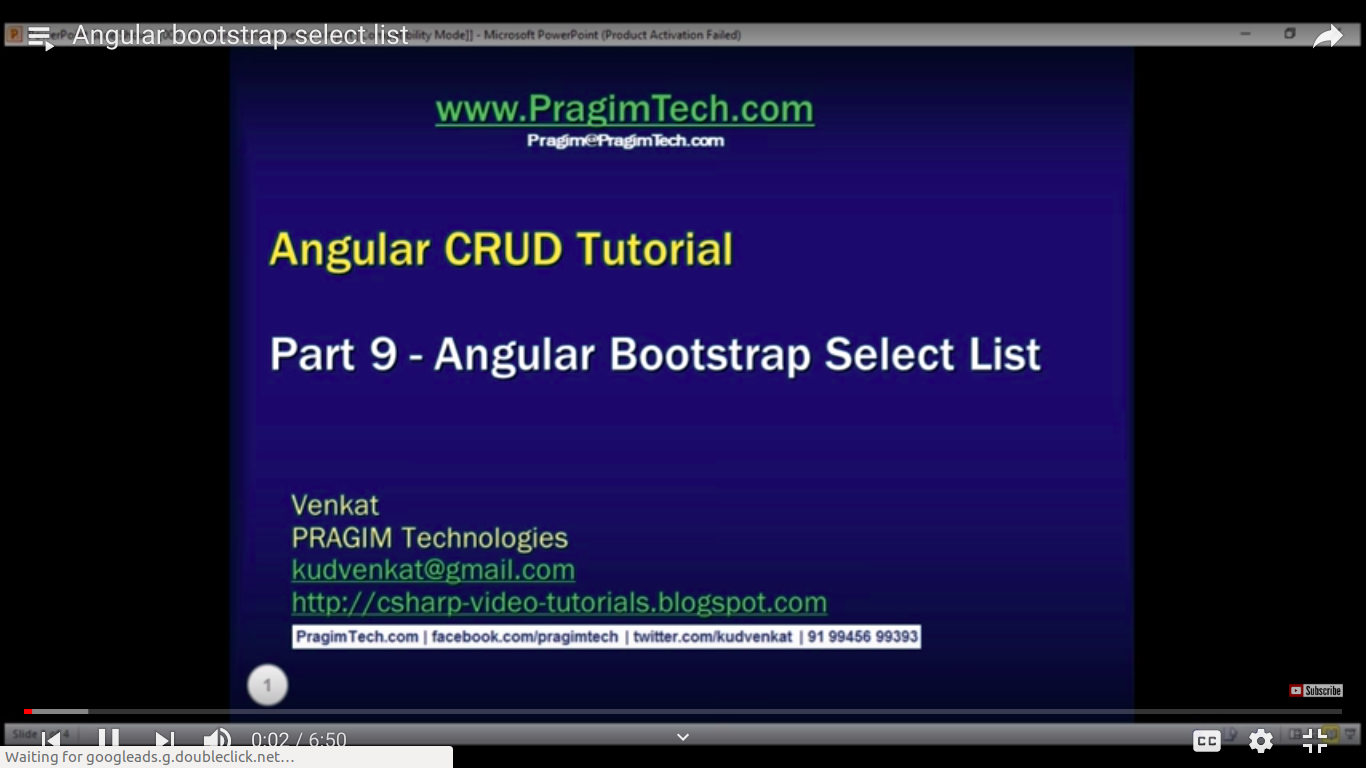 Angular bootstrap select list
bility Mode]] - Microsoft PowerPoint (Product Activation Failed)
www.PragimTech.com
Pragim@PragimTech.com
Angular CRUD Tutorial
Part 9 - Angular Bootstrap Select List
Venkat
PRAGIM Technologies
kudvenkat@gmail.com
http://csharp-video-tutorials.blogspot.com
PragimTech.com | facebook.com/pragimtech | twitter.com/kudvenkat | 91 99456 99393
1
Subscribe
Slide
0:02 / 6:50
CC
Waiting for googleads.g.doubleclick.net…